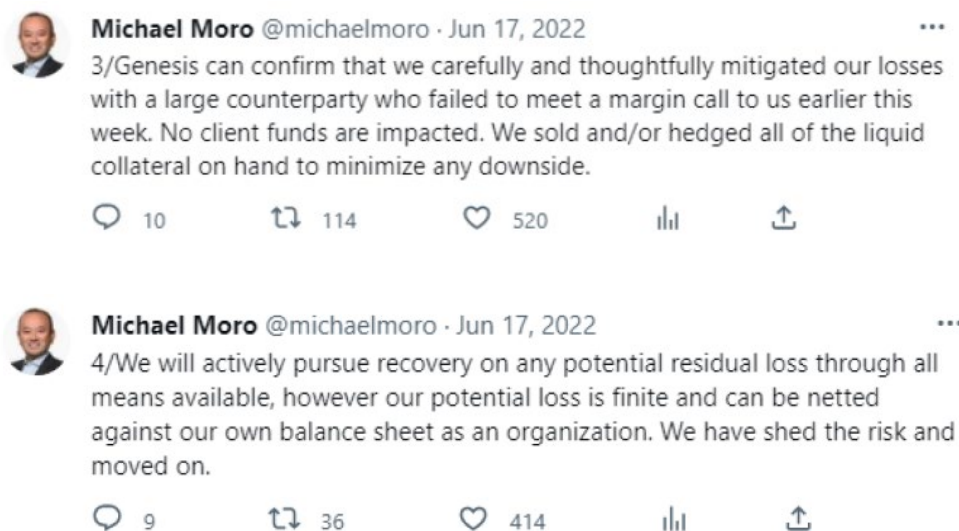 Michael Moro @michaelmoro · Jun 17, 2022
3/Genesis can confirm that we carefully and thoughtfully mitigated our losses
with a large counterparty who failed to meet a margin call to us earlier this
week. No client funds are impacted. We sold and/or hedged all of the liquid
collateral on hand to minimize any downside.
10 114 520
Michael Moro @michaelmoro · Jun 17, 2022
4/We will actively pursue recovery on any potential residual loss through all
means available, however our potential loss is finite and can be netted
against our own balance sheet as an organization. We have shed the risk and
moved on.
9 36 414